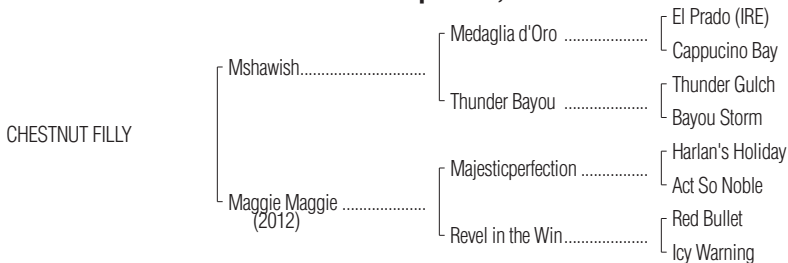 El Prado (IRE)
Medaglia d'Oro ..................
Cappucino Bay
Mshawish..............................
Thunder Gulch
Thunder Bayou ..................
Bayou Storm
CHESTNUT FILLY
Harlan's Holiday
Majesticperfection ................
Act So Noble
Maggie Maggie ....................
(2012)
Red Bullet
Revel in the Win....................
Icy Warning